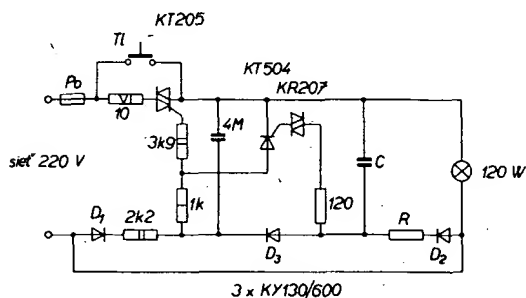 KT205
Tl
KT504
KR207
Po
10
4M
3k9
C
sieť 220 V
120 W
1k
120
D1
2k2
R
D3
D2
3 x KY130/600